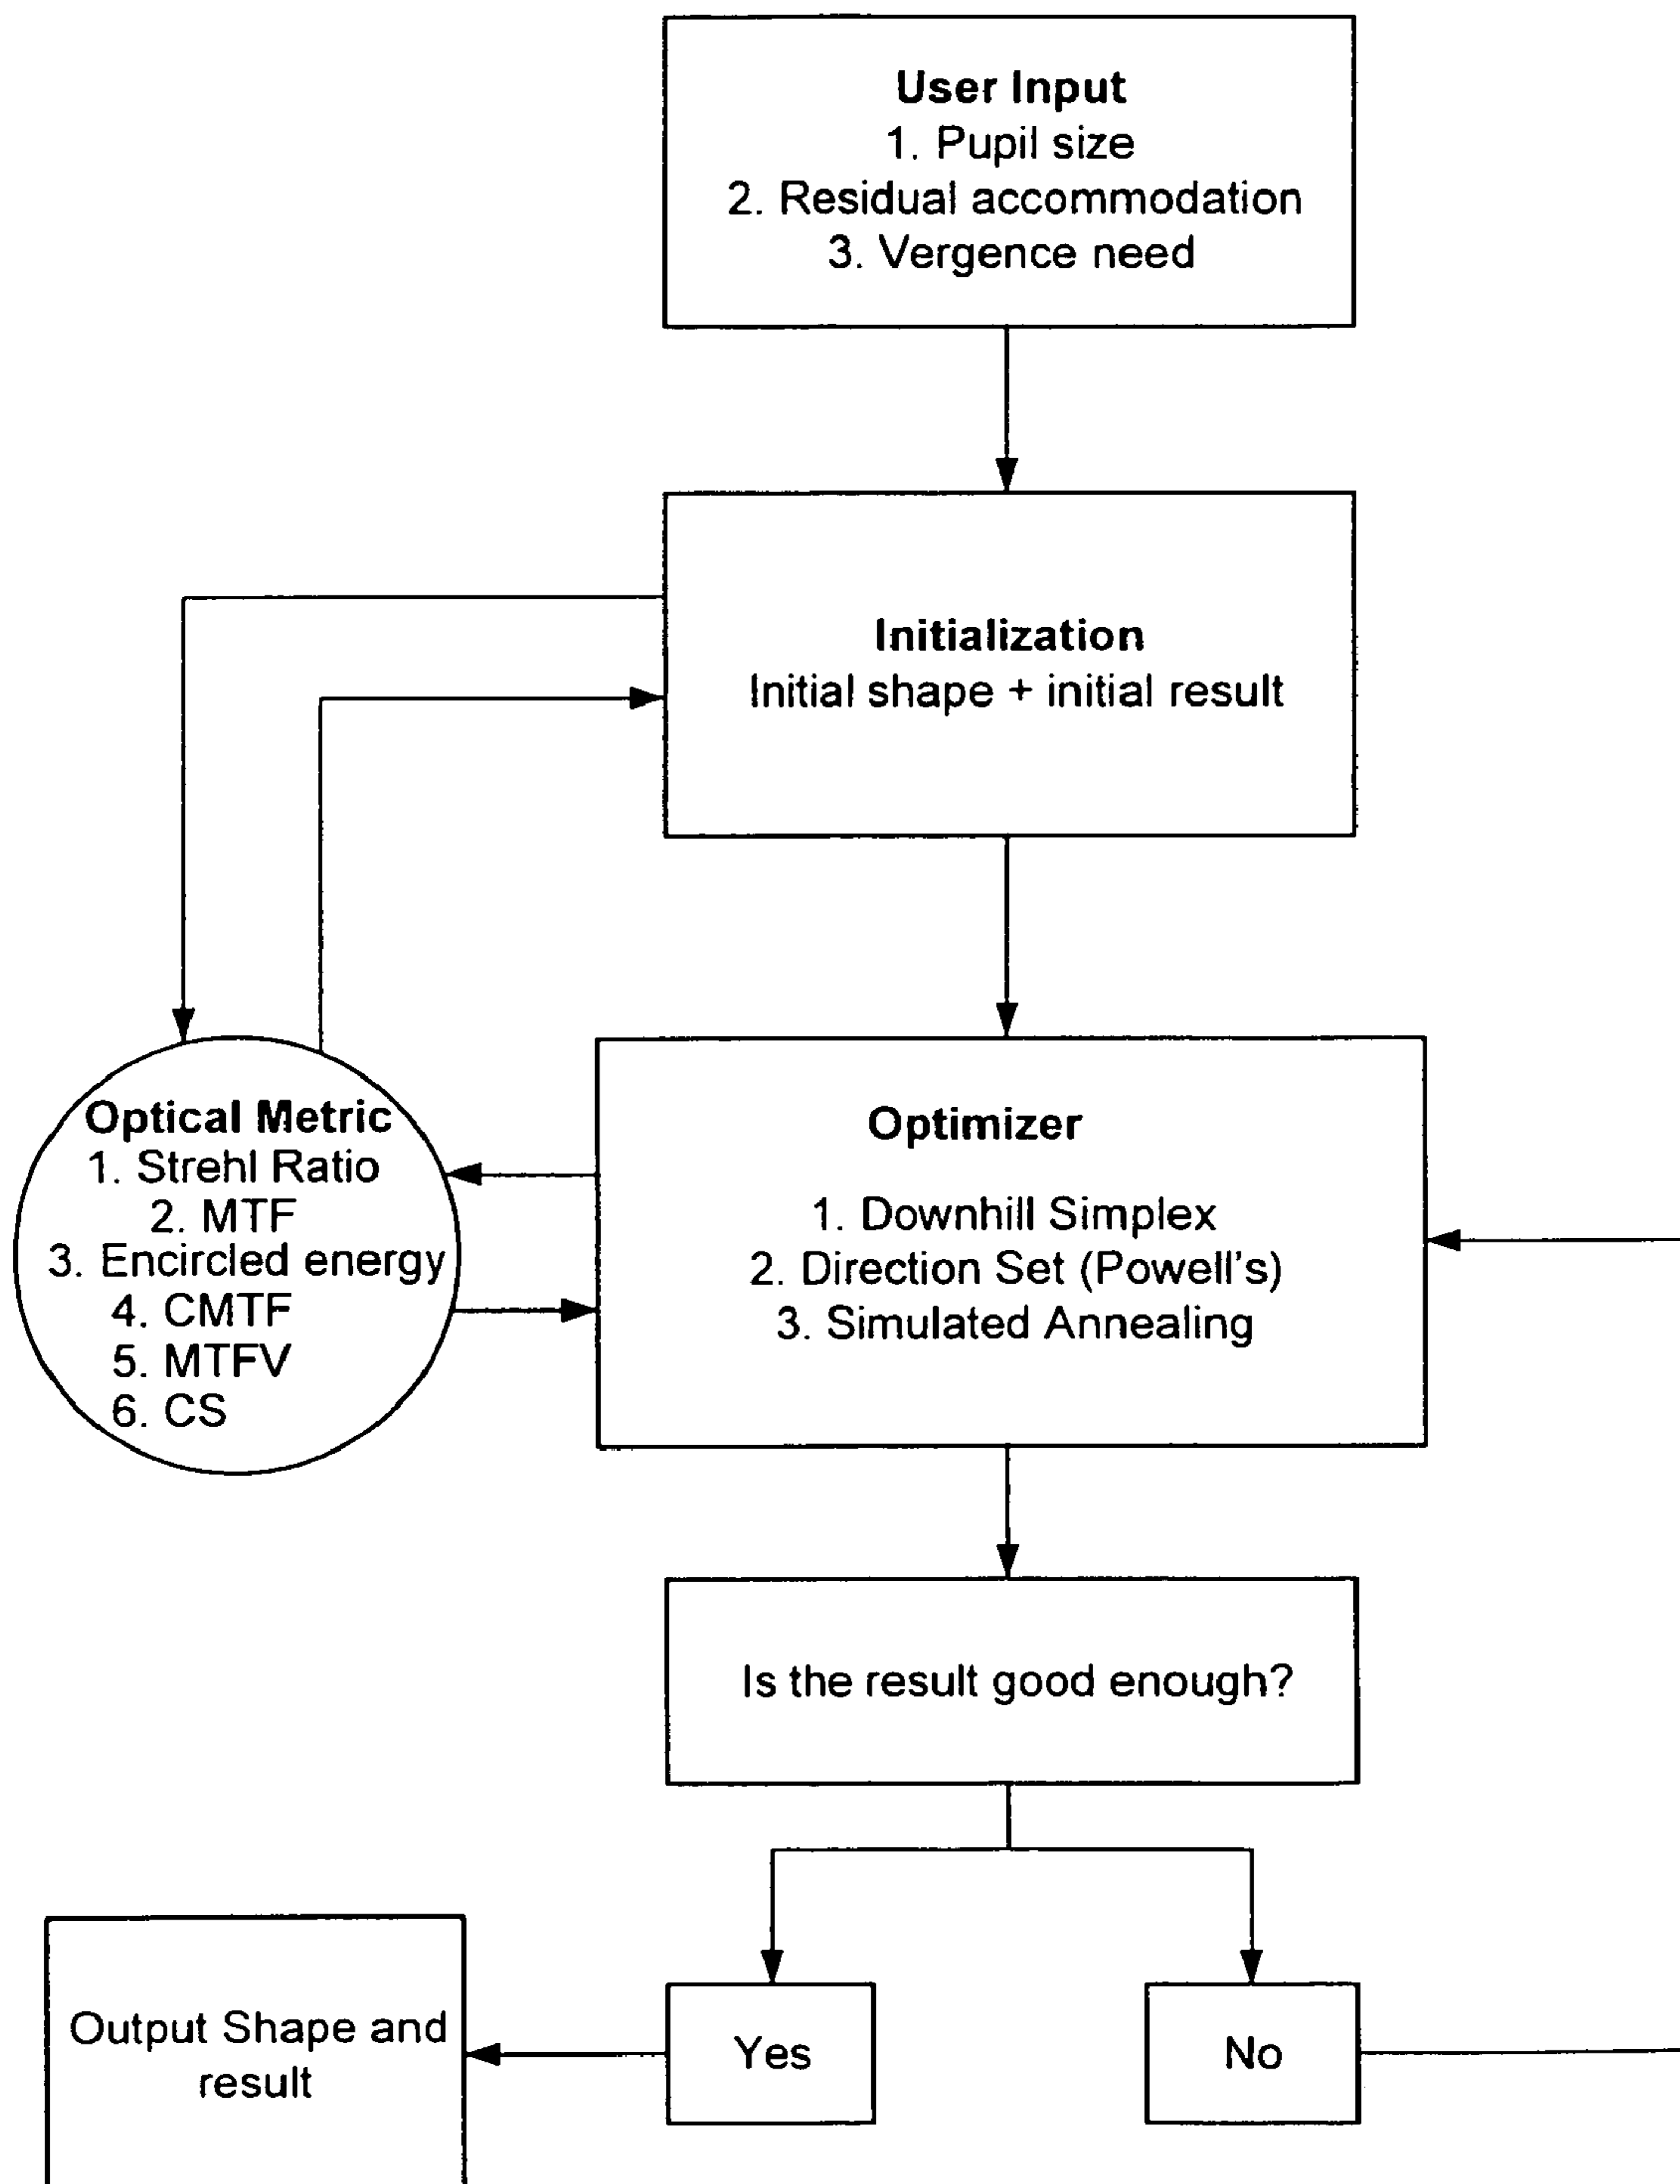 User Input
1. Pupil size
2. Residual accommodation
3. Vergence need
Initialization
Initial shape + initial result
Optical Metric
1. Strehl Ratio
2. MTF
3. Encircled energy
4. CMTF
5. MTFV
6. CS
Optimizer
1. Downhill Simplex
2. Direction Set (Powell's)
3. Simulated Annealing
Is the result good enough?
Output Shape and
result
Yes
No